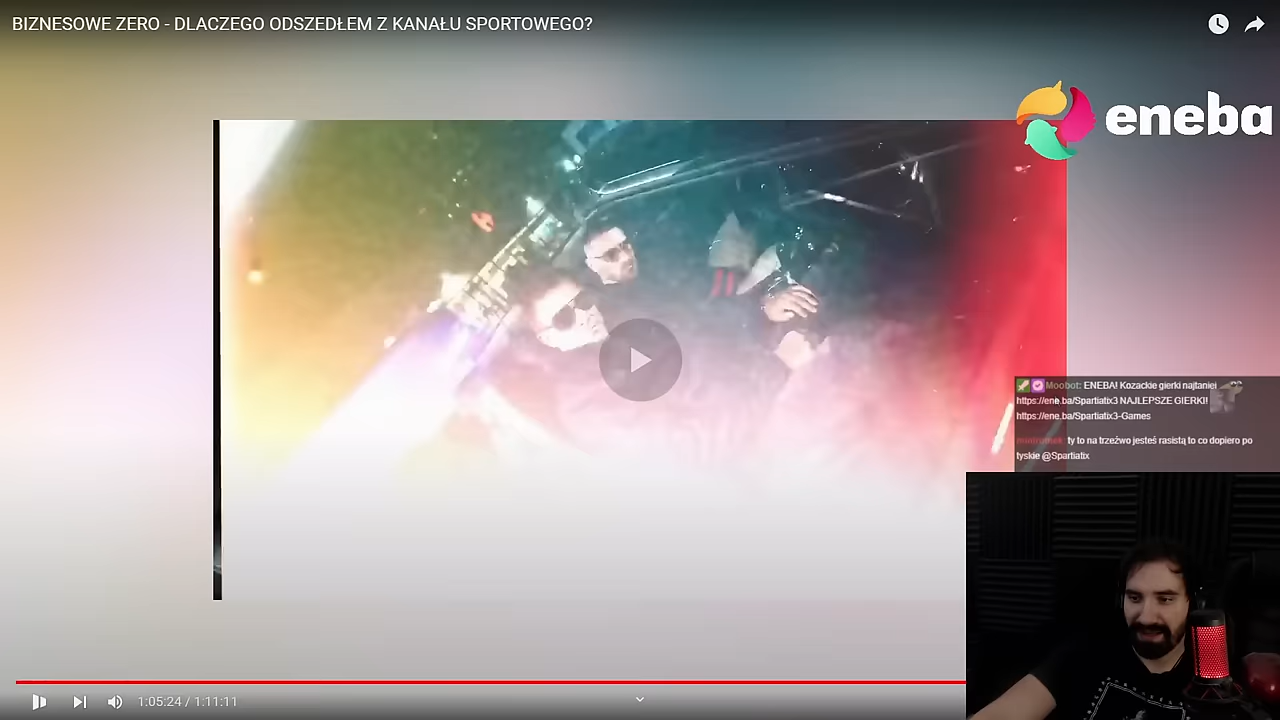 BIZNESOWE ZERO - DLACZEGO ODSZEDŁEM Z KANAŁU SPORTOWEGO?
eneba
Moobot: ENEBA! Kozackie gierki najtaniej
https://ene.ba/Spartiatix3 NAJLEPSZE GIERKI!
https://ene.ba/Spartiatix3-Games
ty to na trzeźwo jesteś rasistą to co dopiero po
tyskie @Spartiatix
1:05:24 / 1:11:11